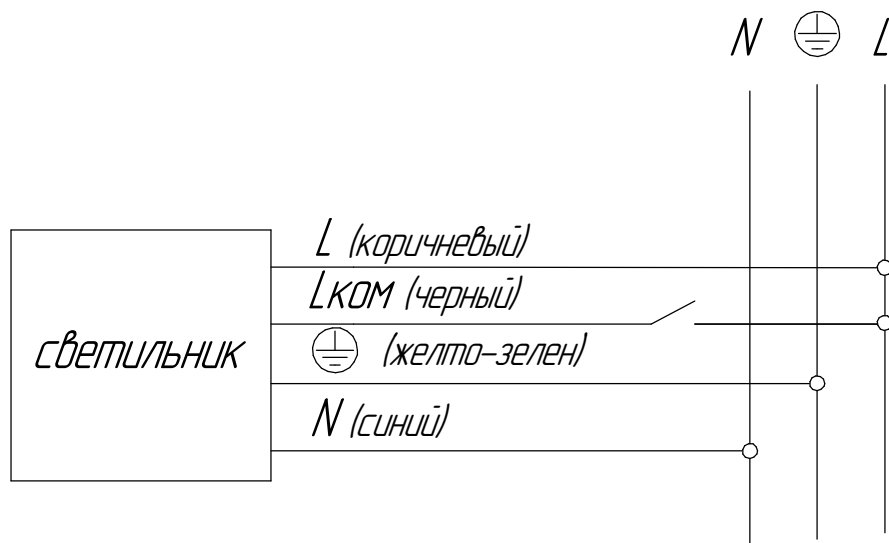 N L
L (коричневый)
Lком (черный)
светильник
(желто-зелен)
N (синий)